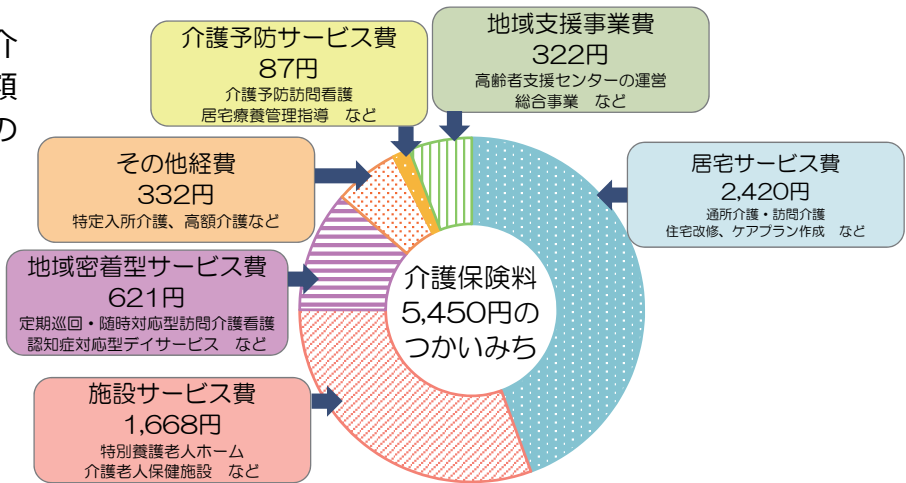 介
額
の
介護予防サービス費
87円
介護予防訪問看護
居宅療養管理指導　など
地域支援事業費
322円
高齢者支援センターの運営
総合事業　など
その他経費
332円
特定入所介護、高額介護など
居宅サービス費
2,420円
通所介護・訪問介護
住宅改修、ケアプラン作成　など
地域密着型サービス費
621円
定期巡回・随時対応型訪問介護看護
認知症対応型デイサービス　など
介護保険料
5,450円の
つかいみち
施設サービス費
1,668円
特別養護老人ホーム
介護老人保健施設　など